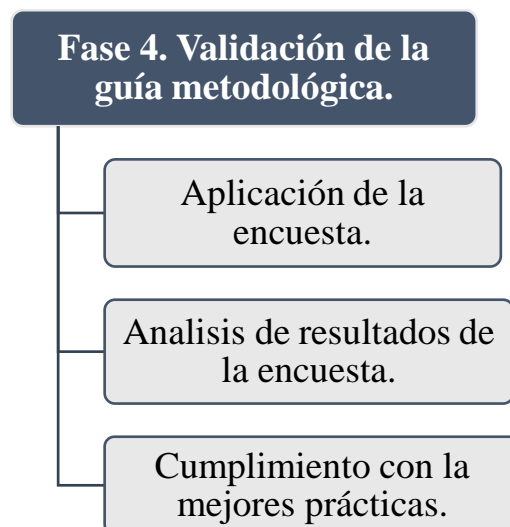 Fase 4. Validación de la
guía metodológica.
Aplicación de la
encuesta.
Analisis de resultados de
la encuesta.
Cumplimiento con la
mejores prácticas.